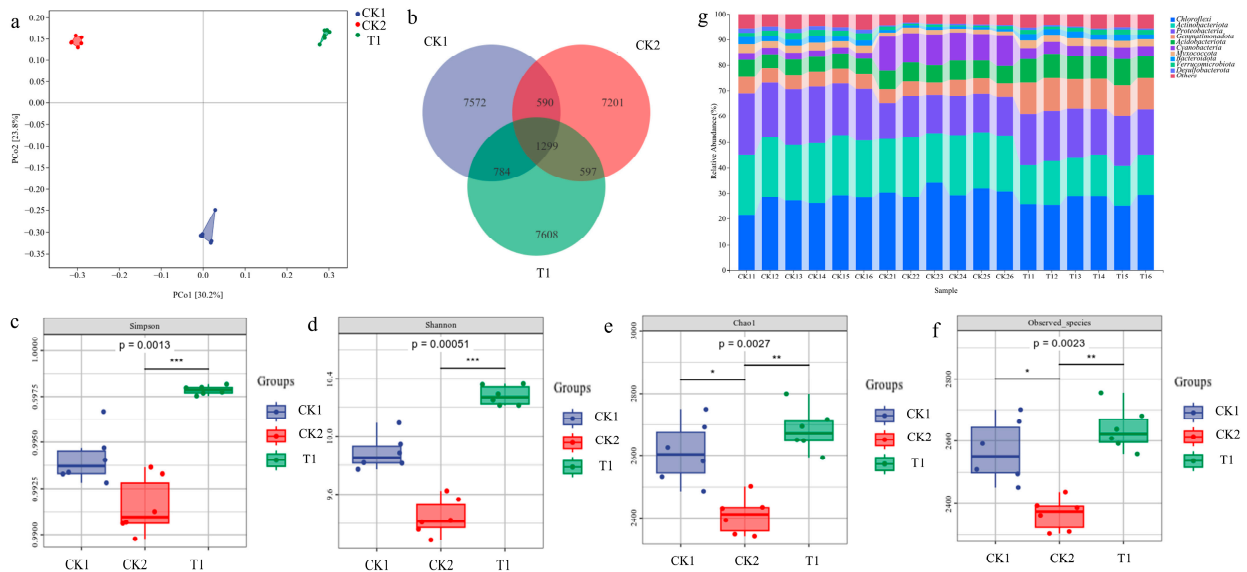 a
CK1
CK2
T1
0.20
0.15
0.10
0.05
0.00
−0.05
−0.10
−0.15
−0.20
−0.25
−0.30
−0.35
PCo2 [23.8%]
−0.3
−0.2
−0.1
0.0
0.1
0.2
0.3
PCo1 [30.2%]
b
CK1
CK2
7572
590
7201
1299
784
597
7608
T1
g
100
90
80
70
60
50
40
30
20
10
0
Relative Abundance(%)
CK11
CK12
CK13
CK14
CK15
CK16
CK21
CK22
CK23
CK24
CK25
CK26
T11
T12
T13
T14
T15
T16
Sample
Chloroflexi
Actinobacteriota
Proteobacteria
Gemmatimonadota
Acidobacteriota
Cyanobacteria
Myxococcota
Bacteroidota
Verrucomicrobiota
Desulfobacterota
Others
c
Simpson
p = 0.0013
***
1.0000
0.9975
0.9950
0.9925
0.9900
CK1
CK2
T1
Groups
CK1
CK2
T1
d
Shannon
p = 0.00051
***
10.4
10.0
9.6
CK1
CK2
T1
Groups
CK1
CK2
T1
e
Chao1
p = 0.0027
*
**
3000
2800
2600
2400
CK1
CK2
T1
Groups
CK1
CK2
T1
f
Observed_species
p = 0.0023
*
**
2800
2600
2400
CK1
CK2
T1
Groups
CK1
CK2
T1